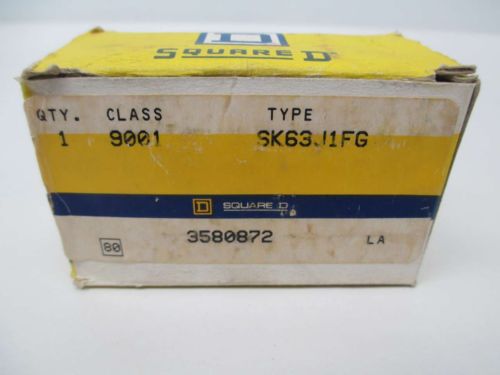 D
SQUARE D
QTY. CLASS TYPE
1 9001 SK63J1FG
D SQUARE D
80 3580872 LA